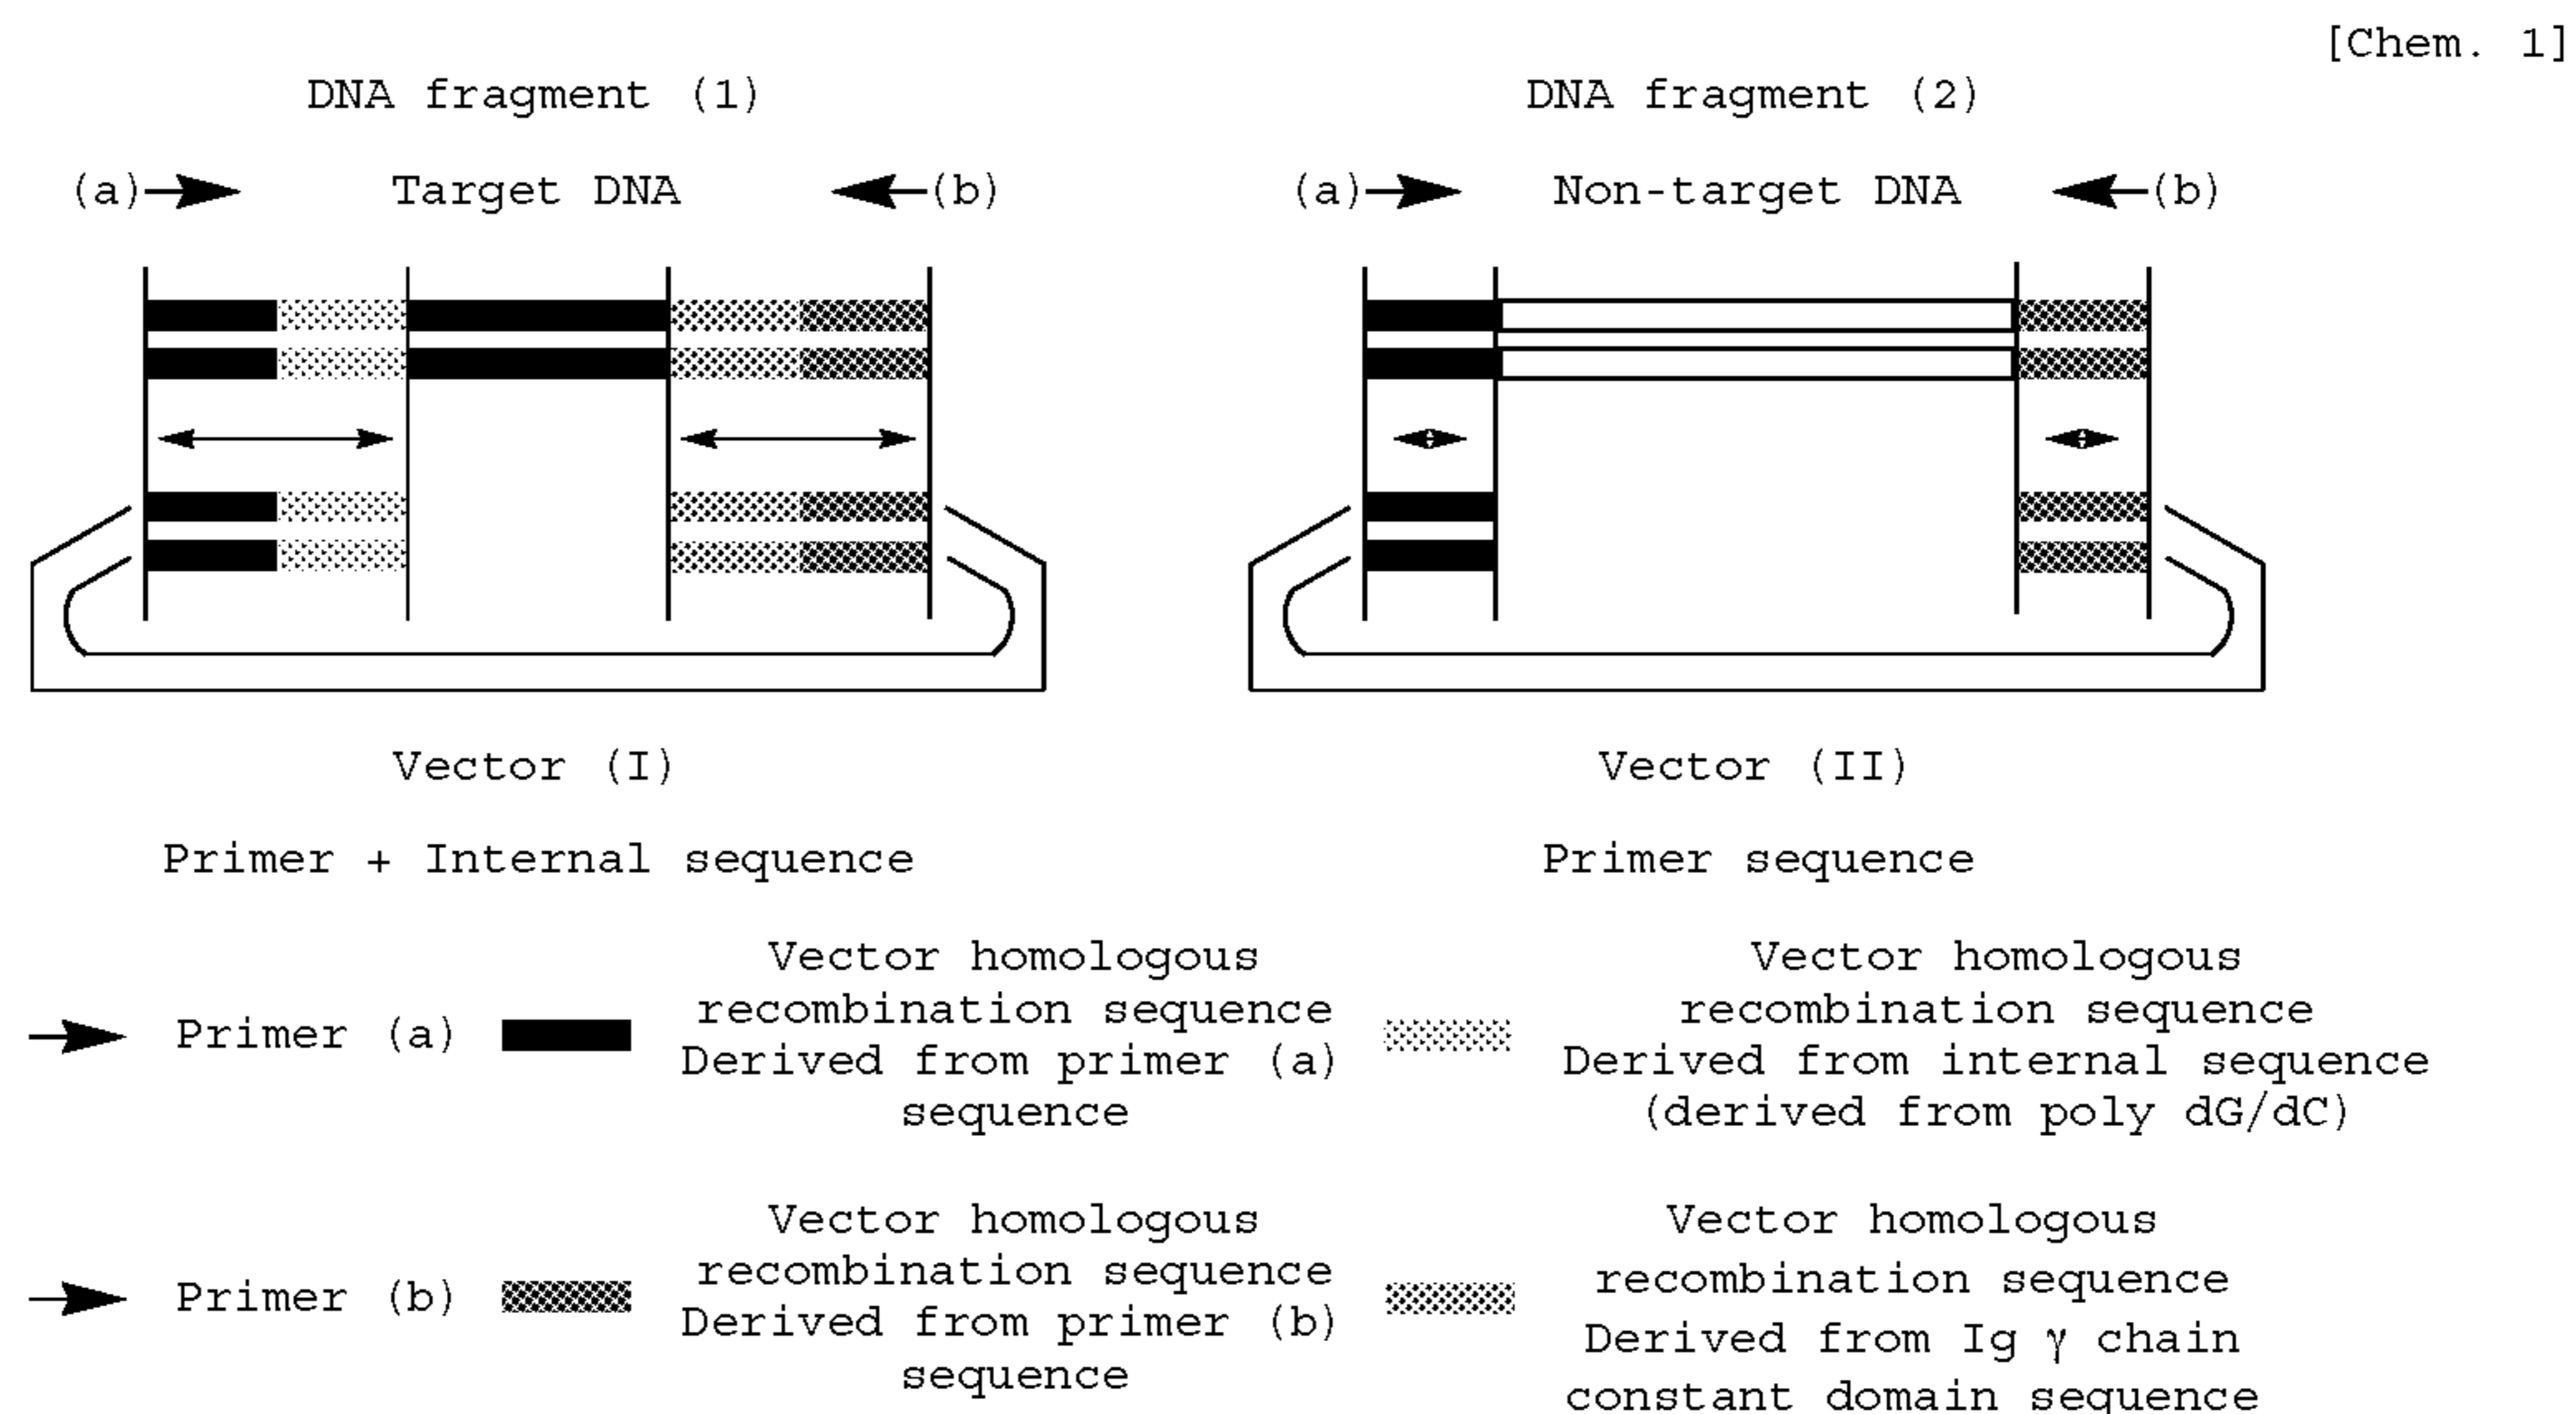 [Chem. 1]
DNA fragment (1)
DNA fragment (2)
(a) Target DNA (b)
(a) Non-target DNA (b)
Vector (I)
Vector (II)
Primer + Internal sequence
Primer sequence
Primer (a)
Vector homologous
recombination sequence
Derived from primer (a)
sequence
Vector homologous
recombination sequence
Derived from internal sequence
(derived from poly dG/dC)
Primer (b)
Vector homologous
recombination sequence
Derived from primer (b)
sequence
Vector homologous
recombination sequence
Derived from Ig γ chain
constant domain sequence